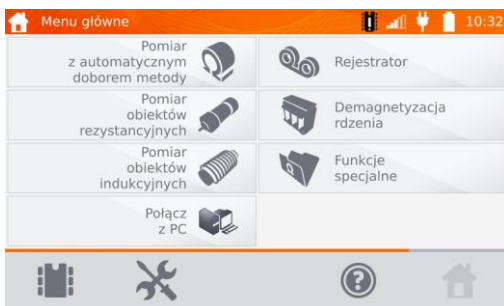 Menu główne
10:32
Pomiar
z automatycznym
doborem metody
Rejestrator
Pomiar
obiektów
rezystancyjnych
Demagnetyzacja
rdzenia
Pomiar
obiektów
indukcyjnych
Funkcje
specjalne
Połącz
z PC